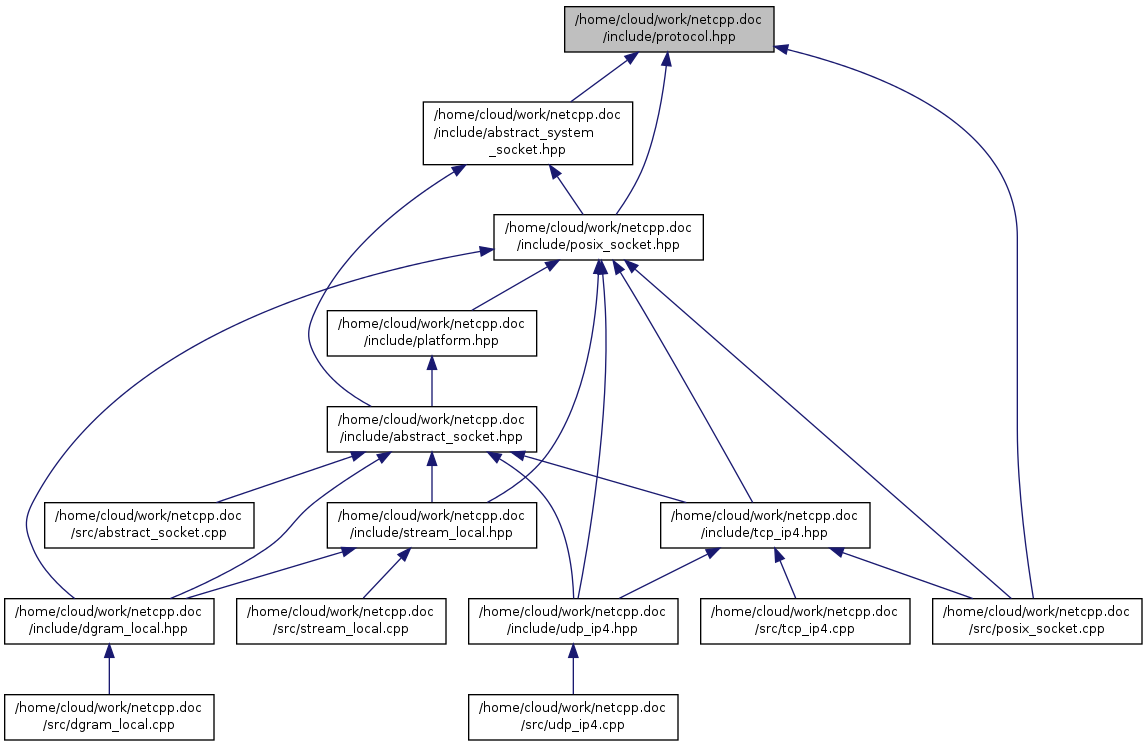 /home/cloud/work/netcpp.doc
/include/protocol.hpp
/home/cloud/work/netcpp.doc
/include/abstract_system
_socket.hpp
/home/cloud/work/netcpp.doc
/include/posix_socket.hpp
/home/cloud/work/netcpp.doc
/include/platform.hpp
/home/cloud/work/netcpp.doc
/include/abstract_socket.hpp
/home/cloud/work/netcpp.doc
/src/abstract_socket.cpp
/home/cloud/work/netcpp.doc
/include/stream_local.hpp
/home/cloud/work/netcpp.doc
/include/tcp_ip4.hpp
/home/cloud/work/netcpp.doc
/include/dgram_local.hpp
/home/cloud/work/netcpp.doc
/src/stream_local.cpp
/home/cloud/work/netcpp.doc
/include/udp_ip4.hpp
/home/cloud/work/netcpp.doc
/src/tcp_ip4.cpp
/home/cloud/work/netcpp.doc
/src/posix_socket.cpp
/home/cloud/work/netcpp.doc
/src/dgram_local.cpp
/home/cloud/work/netcpp.doc
/src/udp_ip4.cpp